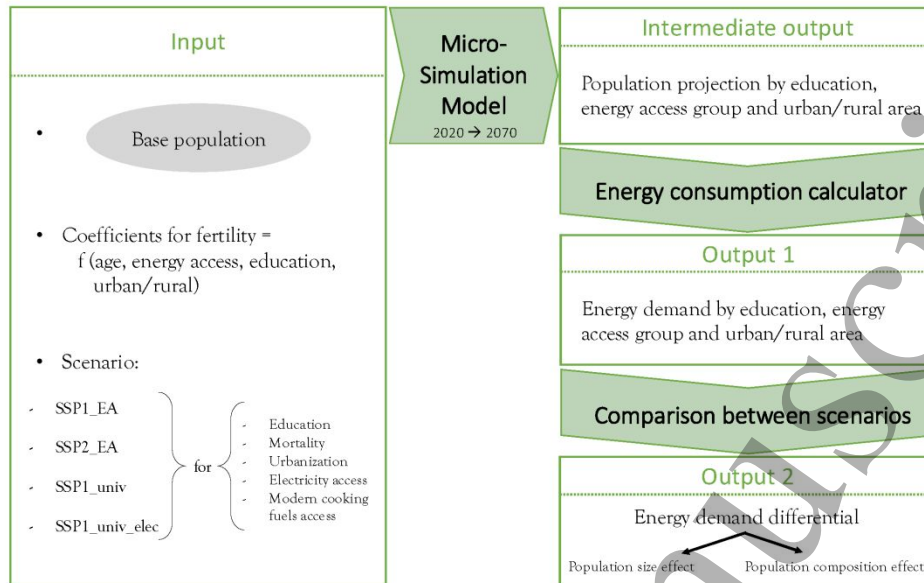 Input
• Base population
• Coefficients for fertility =
f (age, energy access, education,
urban/rural)
• Scenario:
- SSP1_EA
- SSP2_EA
- SSP1_univ
- SSP1_univ_elec
for
- Education
- Mortality
- Urbanization
- Electricity access
- Modern cooking
fuels access
Micro-
Simulation
Model
2020 → 2070
Intermediate output
Population projection by education,
energy access group and urban/rural area
Energy consumption calculator
Output 1
Energy demand by education, energy
access group and urban/rural area
Comparison between scenarios
Output 2
Energy demand differential
Population size effect
Population composition effect